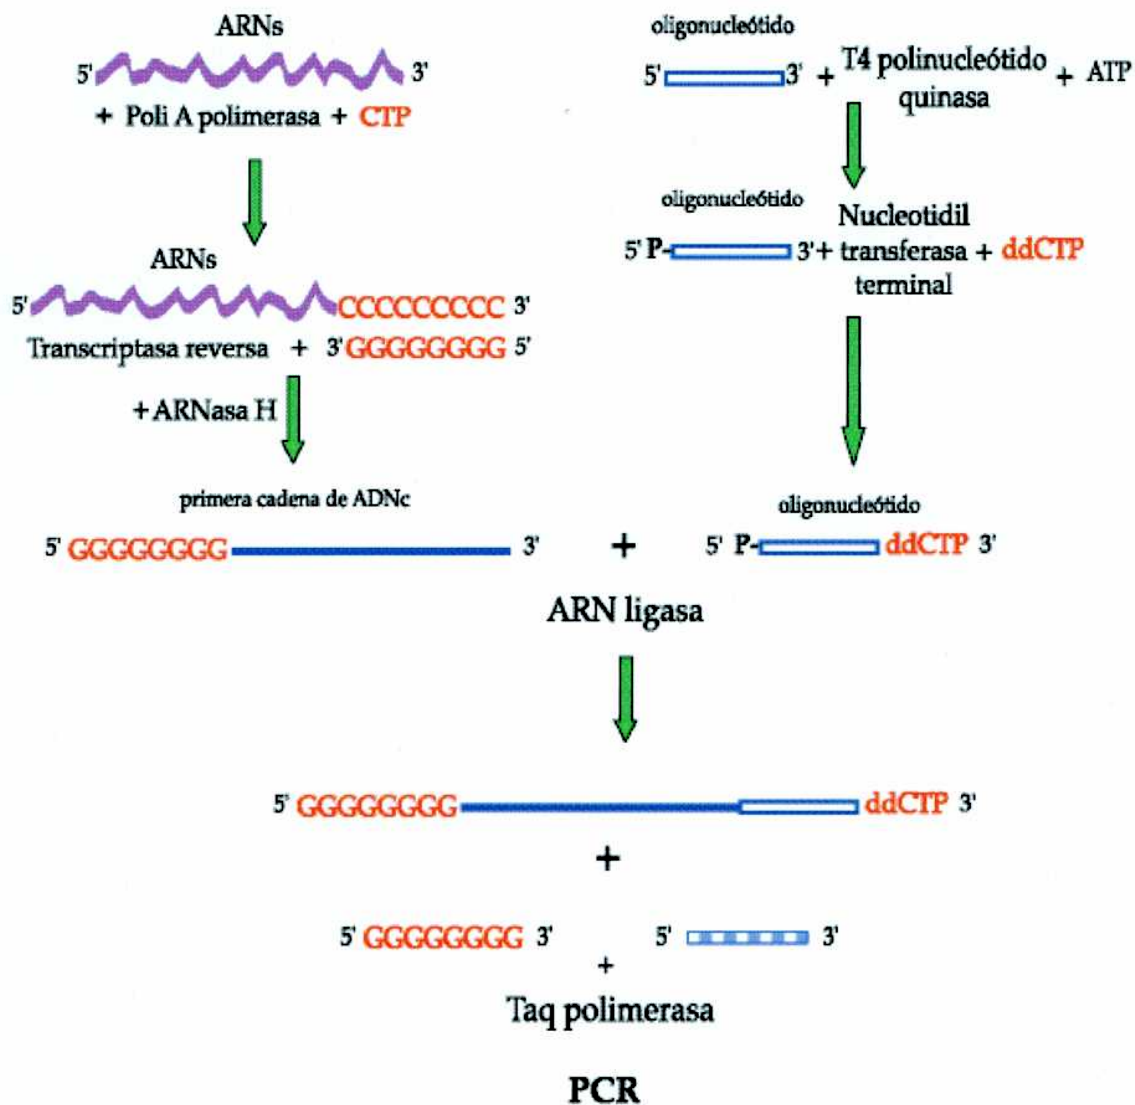 ARNs
5' 3'
+ Poli A polimerasa + CTP
ARNs
5' CCCCCCCCC 3'
Transcriptasa reversa + 3' GGGGGGGG 5'
+ ARNasa H
primera cadena de ADNc
5' GGGGGGGG 3'
oligonucleótido
5' 3' + T4 polinucleótido quinasa + ATP
oligonucleótido
5' P- 3' + Nucleotidil transferasa terminal + ddCTP
oligonucleótido
+ 5' P- ddCTP 3'
ARN ligasa
5' GGGGGGGG ddCTP 3'
+
5' GGGGGGGG 3' 5' 3'
+
Taq polimerasa
PCR